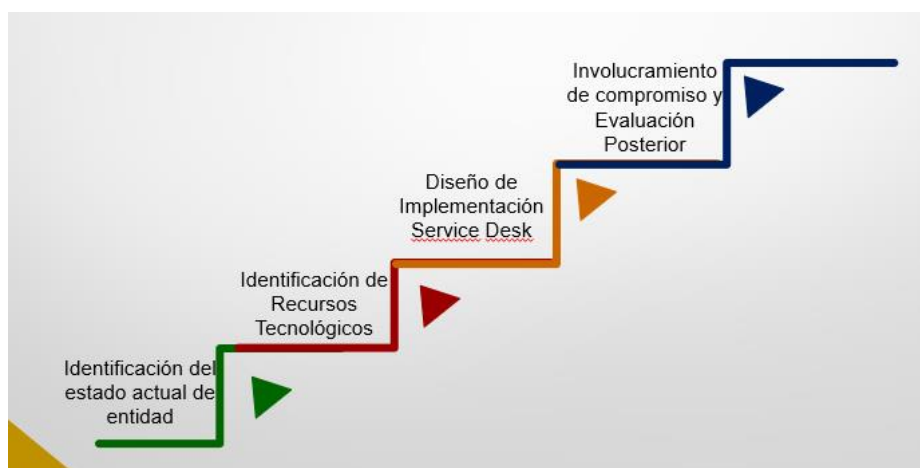 Involucramiento
de compromiso y
Evaluación
Posterior
Diseño de
Implementación
Service Desk
Identificación de
Recursos
Tecnológicos
Identificación del
estado actual de
entidad